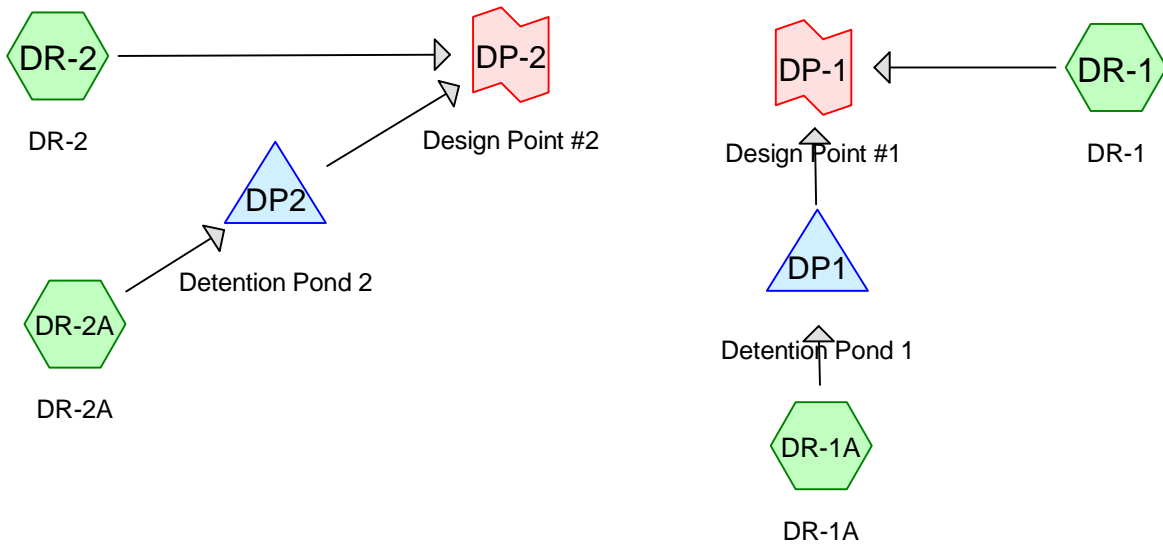 DR-2
DR-2
DP-2
Design Point #2
DP2
Detention Pond 2
DR-2A
DR-2A
DP-1
Design Point #1
DR-1
DR-1
DP1
Detention Pond 1
DR-1A
DR-1A